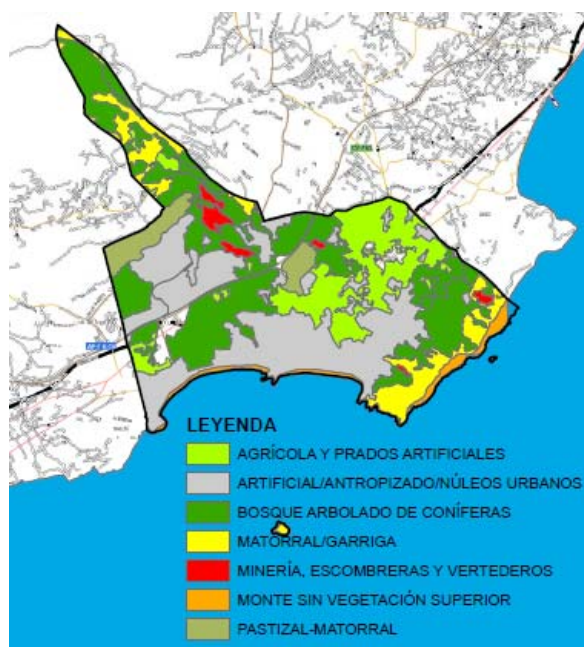 LEYENDA
AGRÍCOLA Y PRADOS ARTIFICIALES
ARTIFICIAL/ANTROPIZADO/NÚLEOS URBANOS
BOSQUE ARBOLADO DE CONÍFERAS
MATORRAL/GARRIGA
MINERÍA, ESCOMBRERAS Y VERTEDEROS
MONTE SIN VEGETACIÓN SUPERIOR
PASTIZAL-MATORRAL